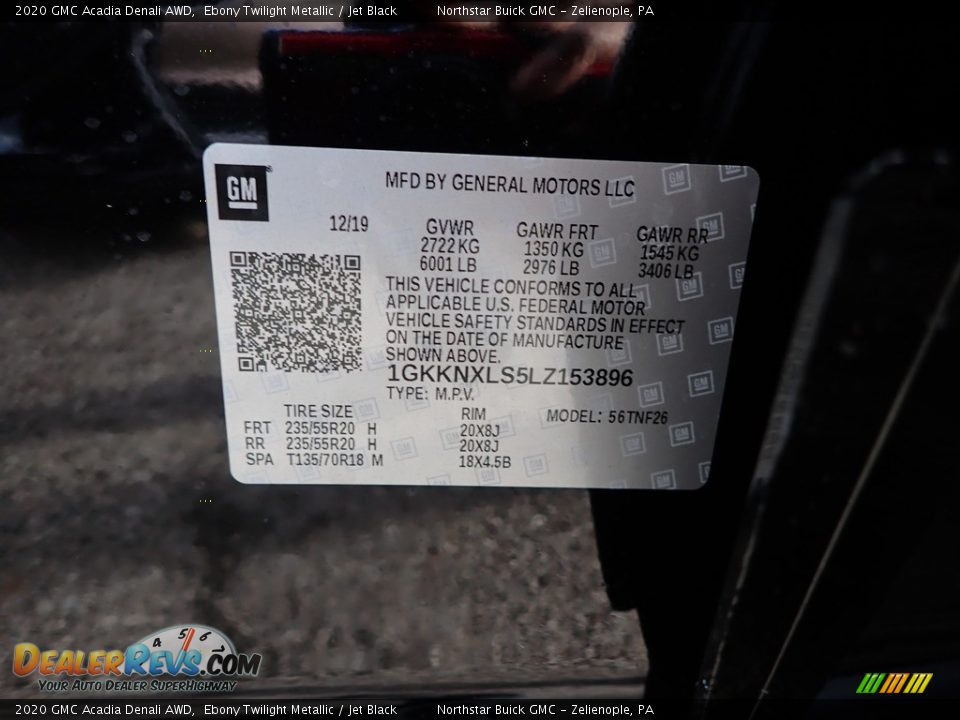 2020 GMC Acadia Denali AWD, Ebony Twilight Metallic / Jet Black Northstar Buick GMC – Zelienople, PA
GM
MFD BY GENERAL MOTORS LLC
12/19 GVWR GAWR FRT GAWR RR
2722 KG 1350 KG 1545 KG
6001 LB 2976 LB 3406 LB
THIS VEHICLE CONFORMS TO ALL
APPLICABLE U.S. FEDERAL MOTOR
VEHICLE SAFETY STANDARDS IN EFFECT
ON THE DATE OF MANUFACTURE
SHOWN ABOVE.
1GKKNXLS5LZ153896
TYPE: M.P.V.
TIRE SIZE RIM MODEL: 56TNF26
FRT 235/55R20 H 20X8J
RR 235/55R20 H 20X8J
SPA T135/70R18 M 18X4.5B
4 5 6
DEALERREVS.COM
YOUR AUTO DEALER SUPERHIGHWAY
2020 GMC Acadia Denali AWD, Ebony Twilight Metallic / Jet Black Northstar Buick GMC – Zelienople, PA